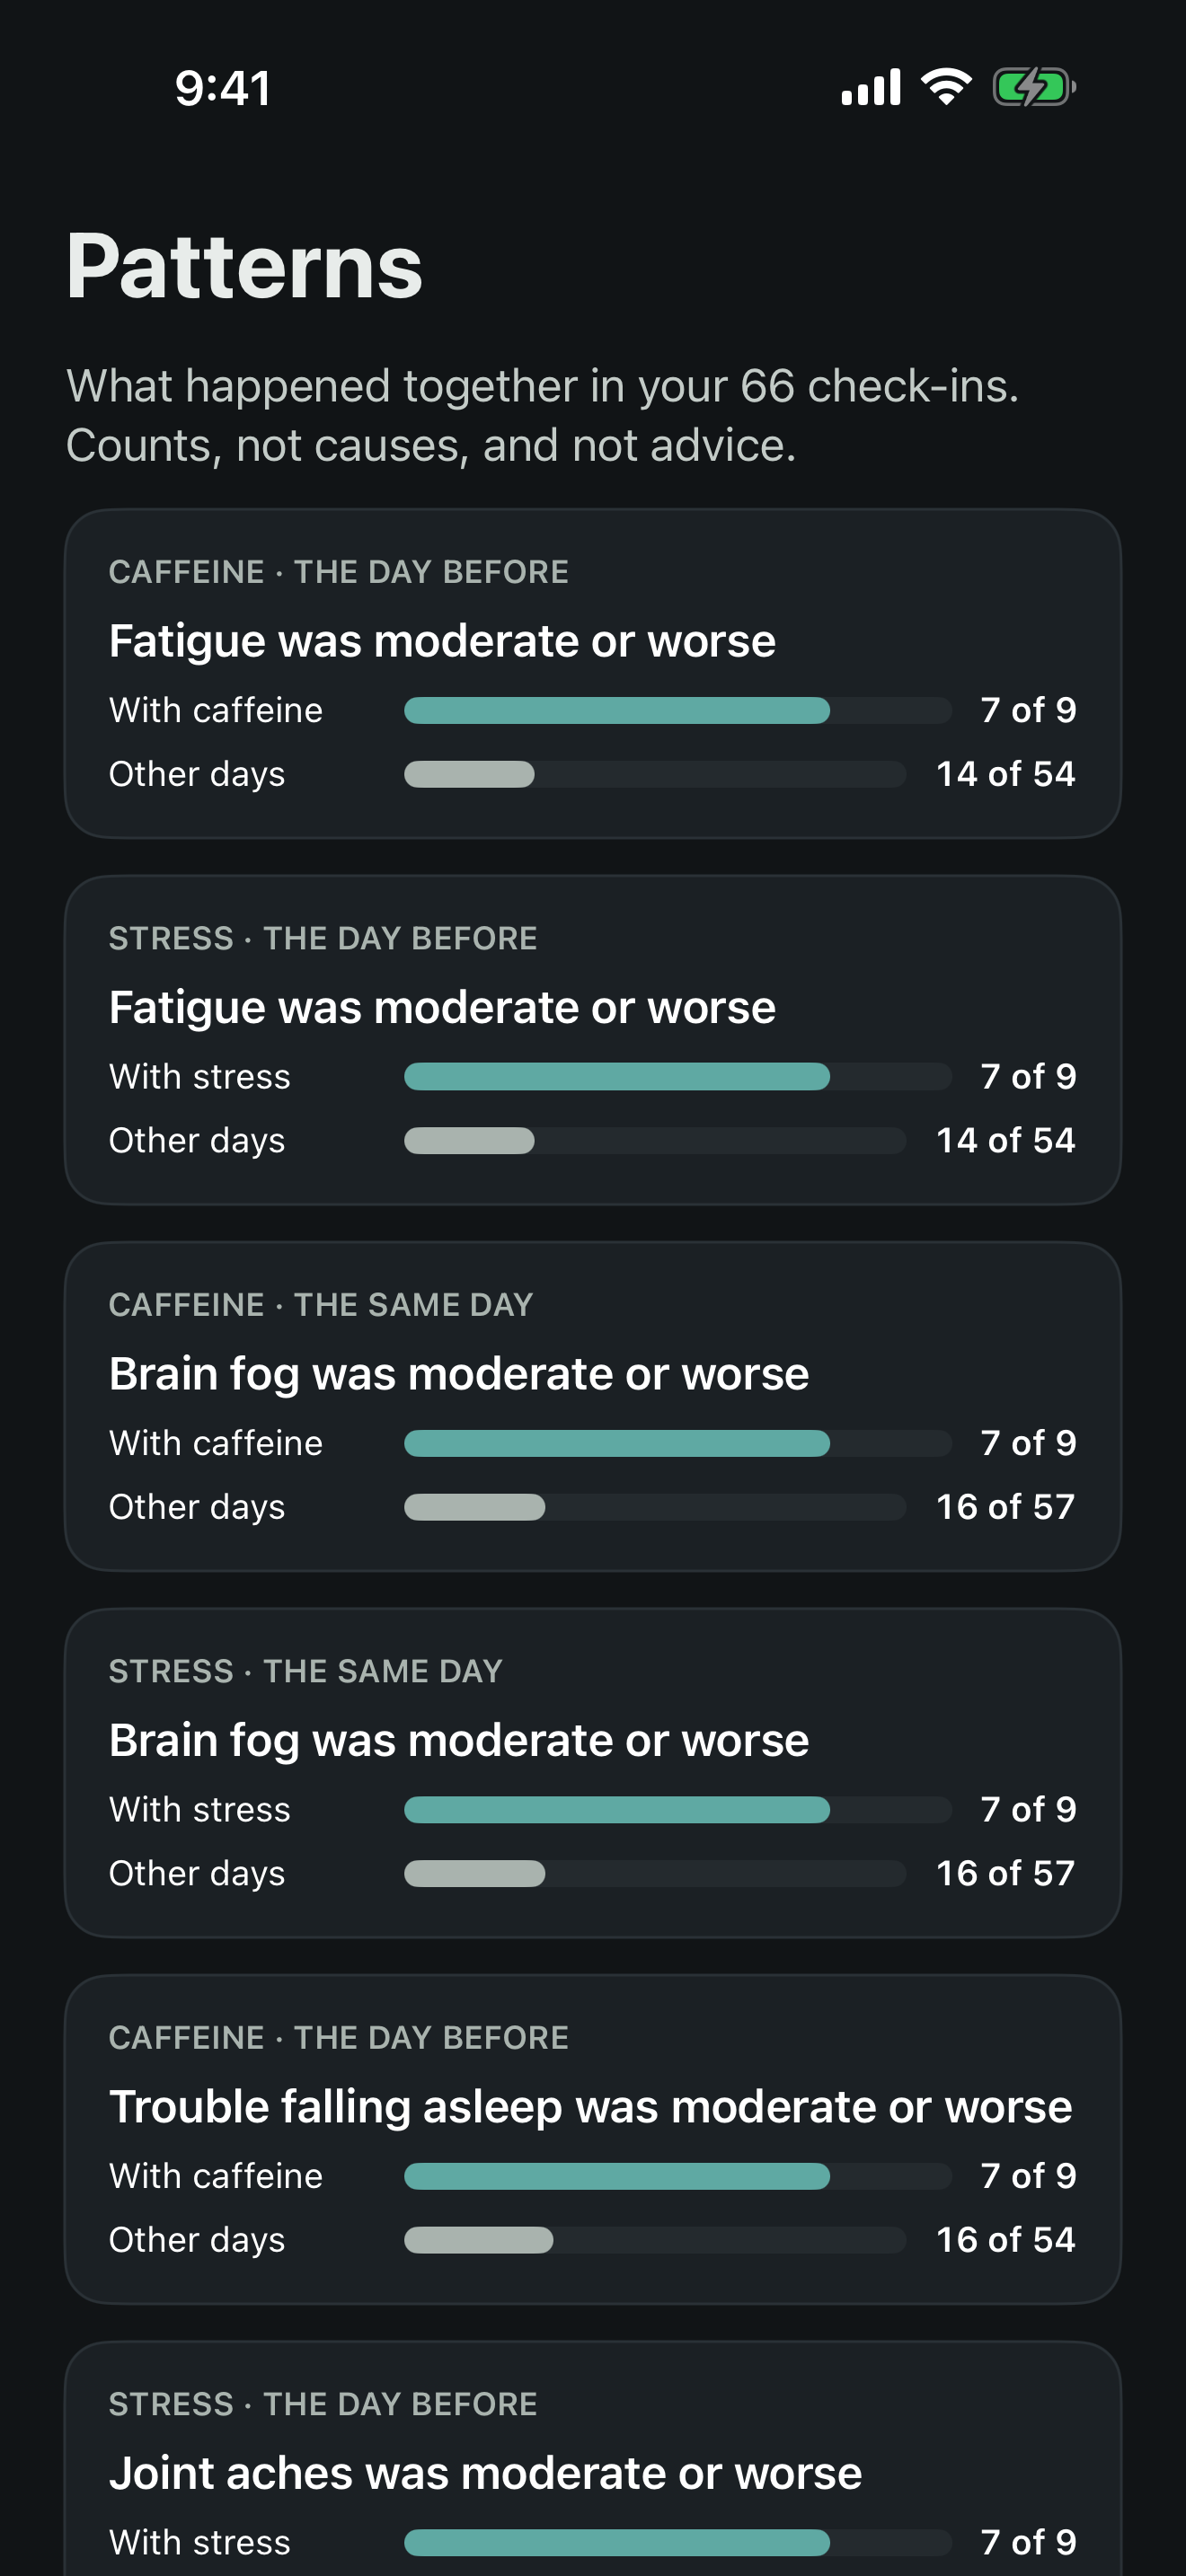 9:41
Patterns
What happened together in your 66 check-ins.
Counts, not causes, and not advice.
CAFFEINE · THE DAY BEFORE
Fatigue was moderate or worse
With caffeine 7 of 9
Other days 14 of 54
STRESS · THE DAY BEFORE
Fatigue was moderate or worse
With stress 7 of 9
Other days 14 of 54
CAFFEINE · THE SAME DAY
Brain fog was moderate or worse
With caffeine 7 of 9
Other days 16 of 57
STRESS · THE SAME DAY
Brain fog was moderate or worse
With stress 7 of 9
Other days 16 of 57
CAFFEINE · THE DAY BEFORE
Trouble falling asleep was moderate or worse
With caffeine 7 of 9
Other days 16 of 54
STRESS · THE DAY BEFORE
Joint aches was moderate or worse
With stress 7 of 9